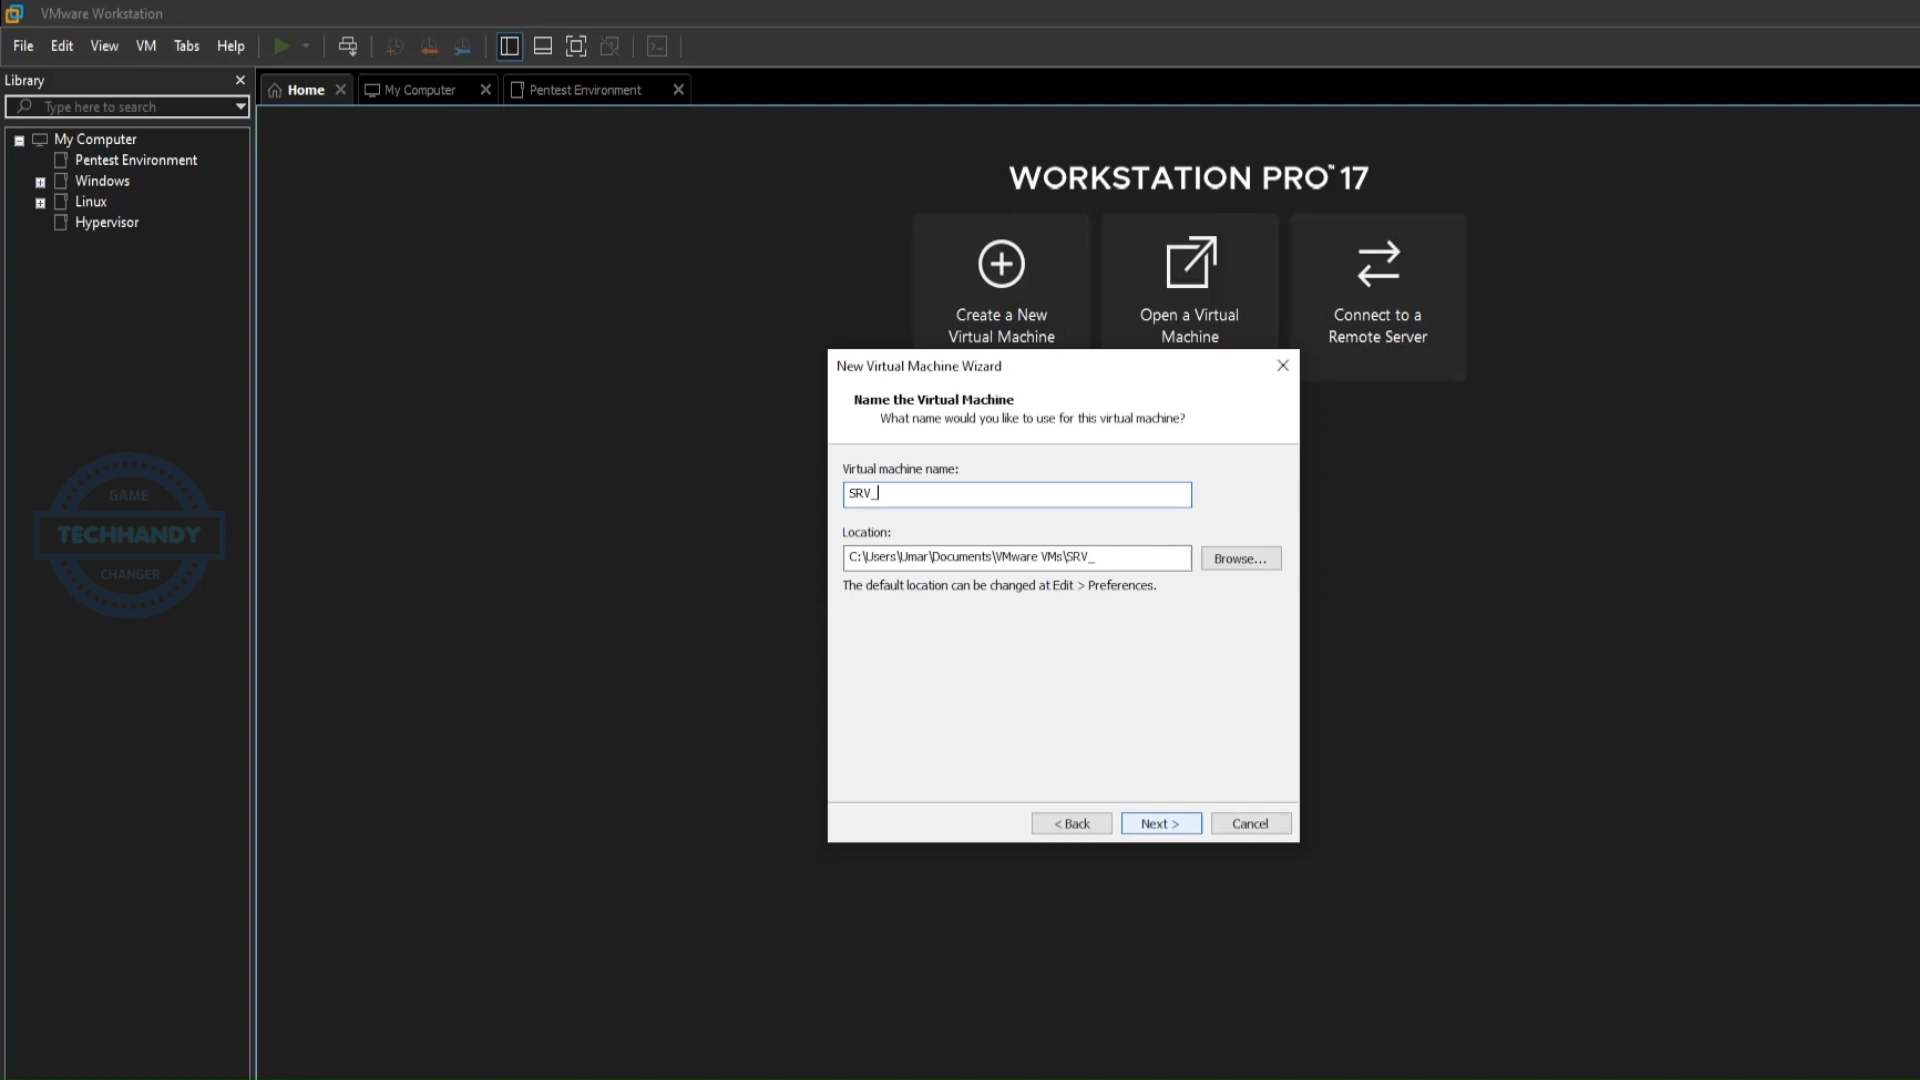 VMware Workstation
File Edit View VM Tabs Help
Library
Type here to search
Home
My Computer
Pentest Environment
My Computer
Pentest Environment
Windows
Linux
Hypervisor
WORKSTATION PRO™ 17
Create a New
Virtual Machine
Open a Virtual
Machine
Connect to a
Remote Server
New Virtual Machine Wizard
Name the Virtual Machine
What name would you like to use for this virtual machine?
Virtual machine name:
SRV_
Location:
C:\Users\Umar\Documents\VMware VMs\SRV_
Browse...
The default location can be changed at Edit > Preferences.
< Back
Next >
Cancel
GAME
TECHHANDY
CHANGER